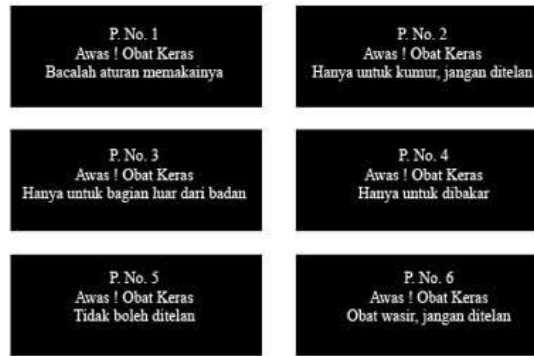 P. No. 1
Awas ! Obat Keras
Bacalah aturan memakainya
P. No. 2
Awas ! Obat Keras
Hanya untuk kumur, jangan ditelan
P. No. 3
Awas ! Obat Keras
Hanya untuk bagian luar dari badan
P. No. 4
Awas ! Obat Keras
Hanya untuk dibakar
P. No. 5
Awas ! Obat Keras
Tidak boleh ditelan
P. No. 6
Awas ! Obat Keras
Obat wasir, jangan ditelan